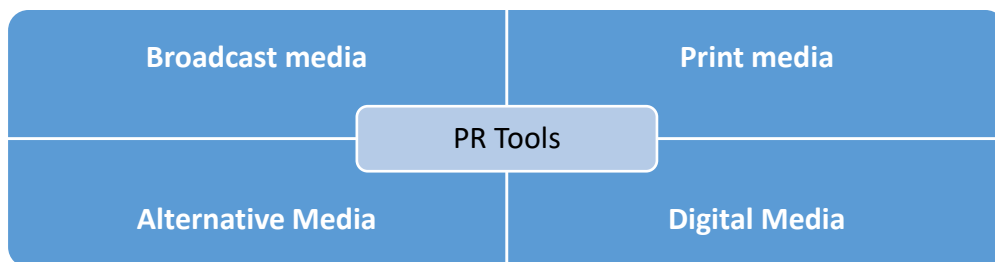 Broadcast media
Print media
PR Tools
Alternative Media
Digital Media